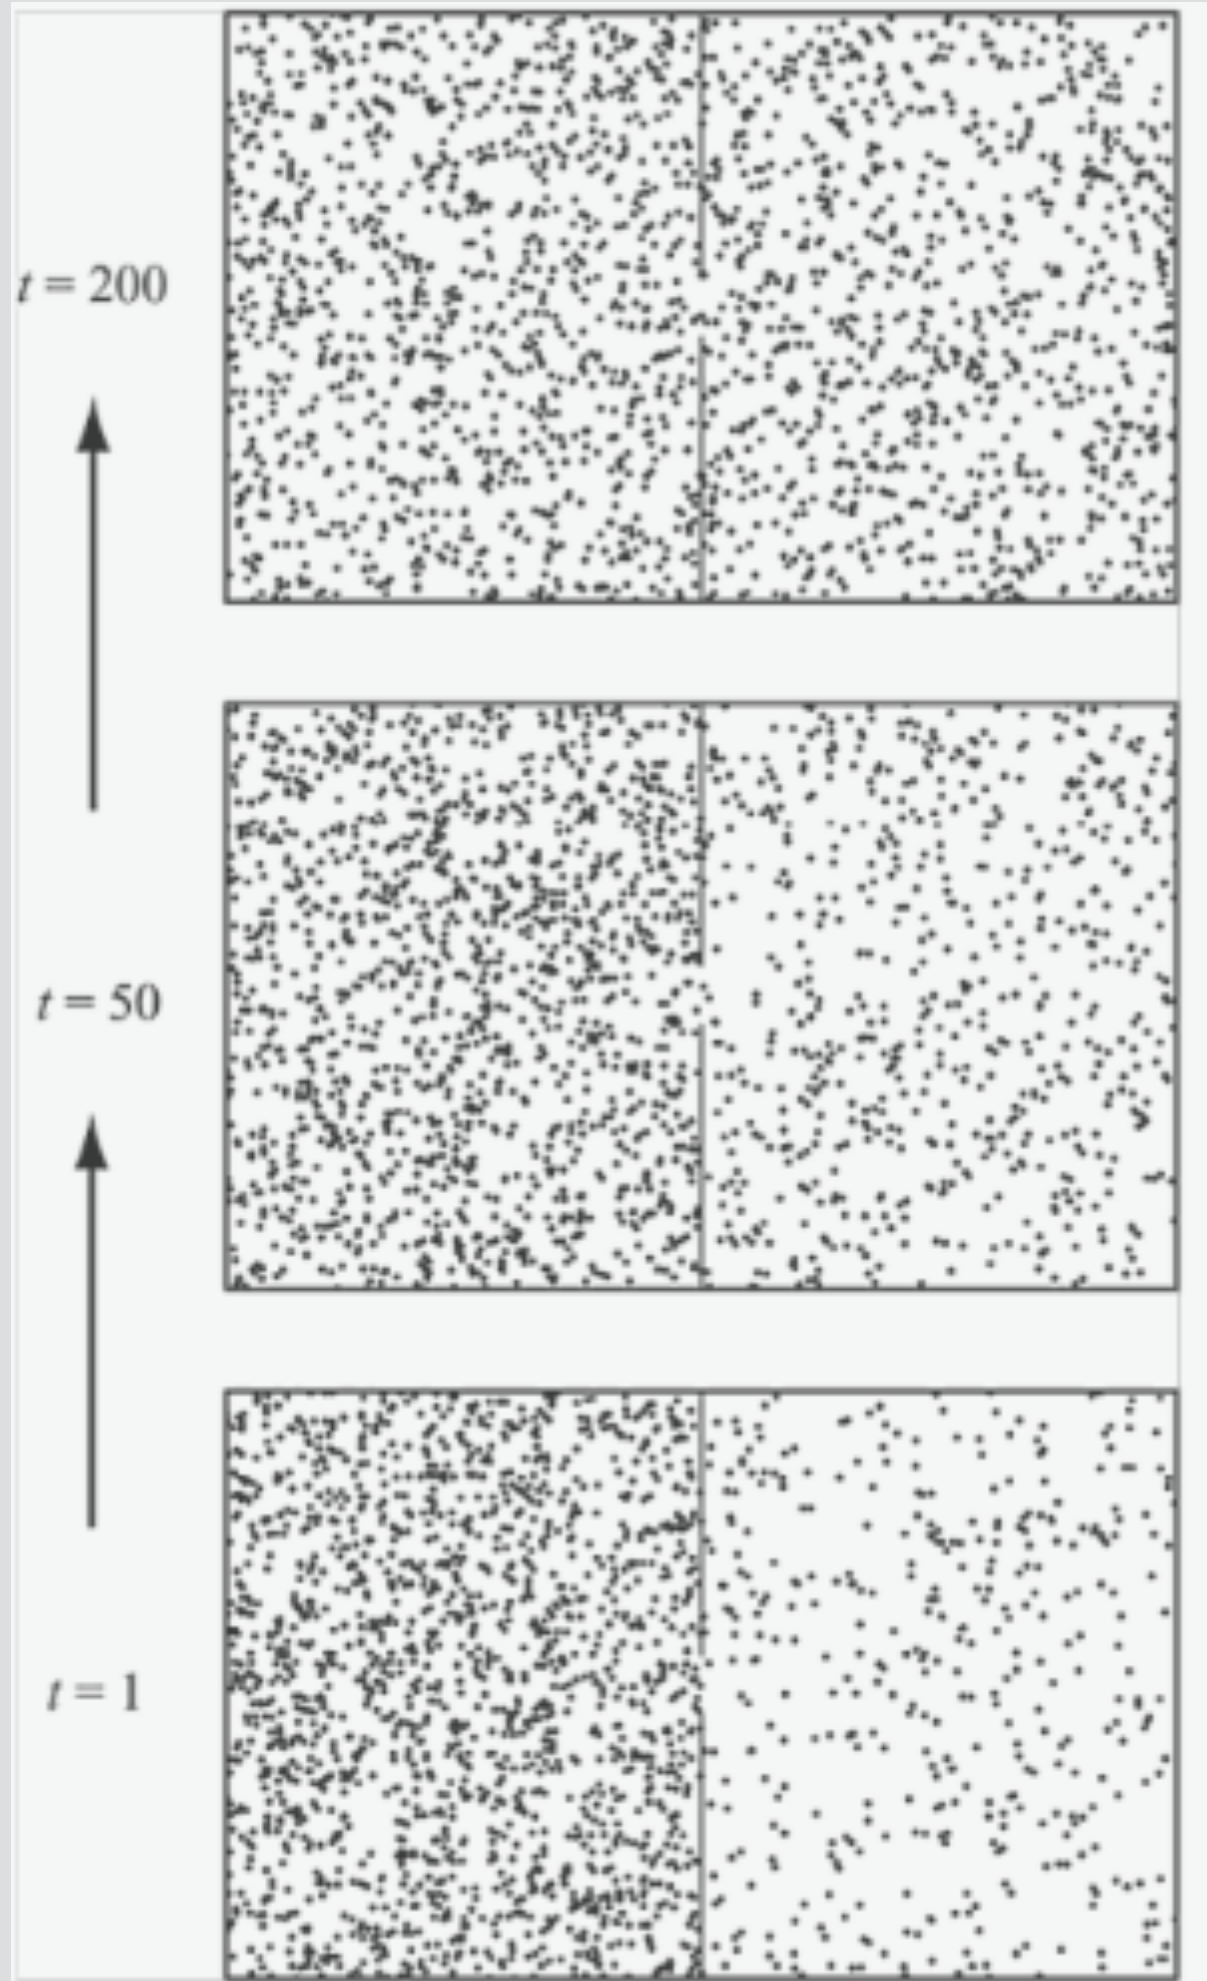 t = 200
t = 50
t = 1